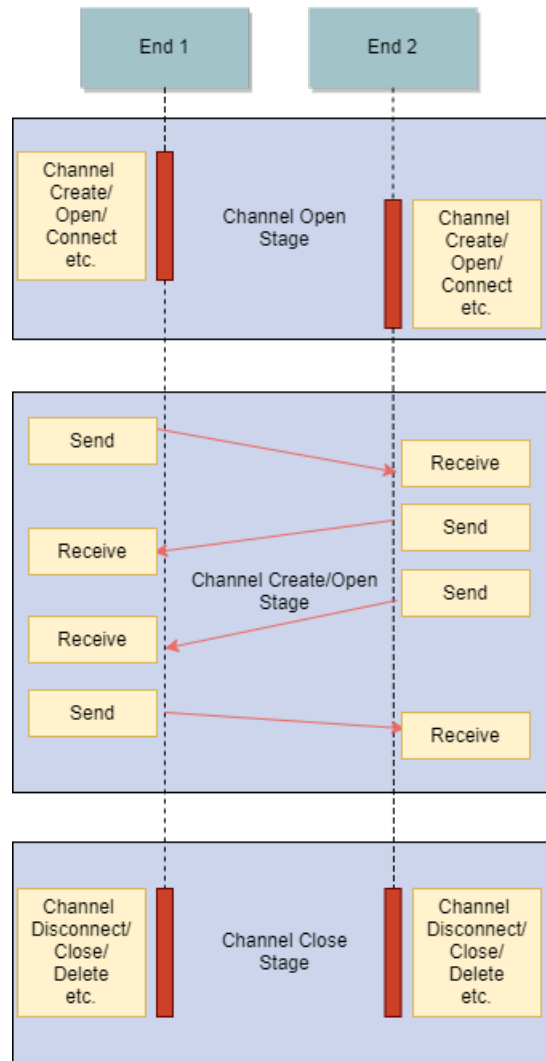 End 1
End 2
Channel
Create/
Open/
Connect
etc.
Channel Open
Stage
Channel
Create/
Open/
Connect
etc.
Send
Receive
Send
Receive
Channel Create/Open
Stage
Send
Receive
Send
Receive
Channel
Disconnect/
Close/
Delete
etc.
Channel Close
Stage
Channel
Disconnect/
Close/
Delete
etc.